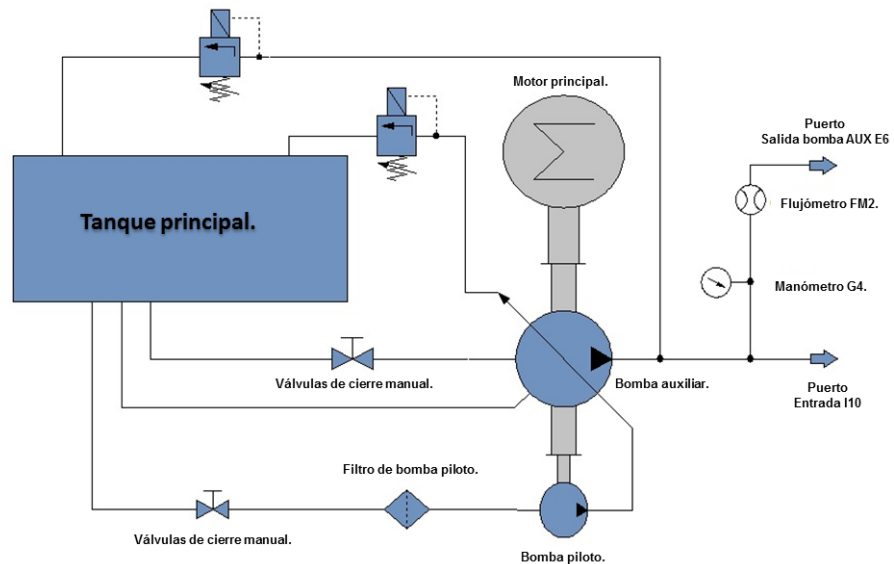 Motor principal.
Puerto
Salida bomba AUX E6
Tanque principal.
Flujómetro FM2.
Manómetro G4.
Válvulas de cierre manual.
Bomba auxiliar.
Puerto
Entrada I10
Filtro de bomba piloto.
Válvulas de cierre manual.
Bomba piloto.